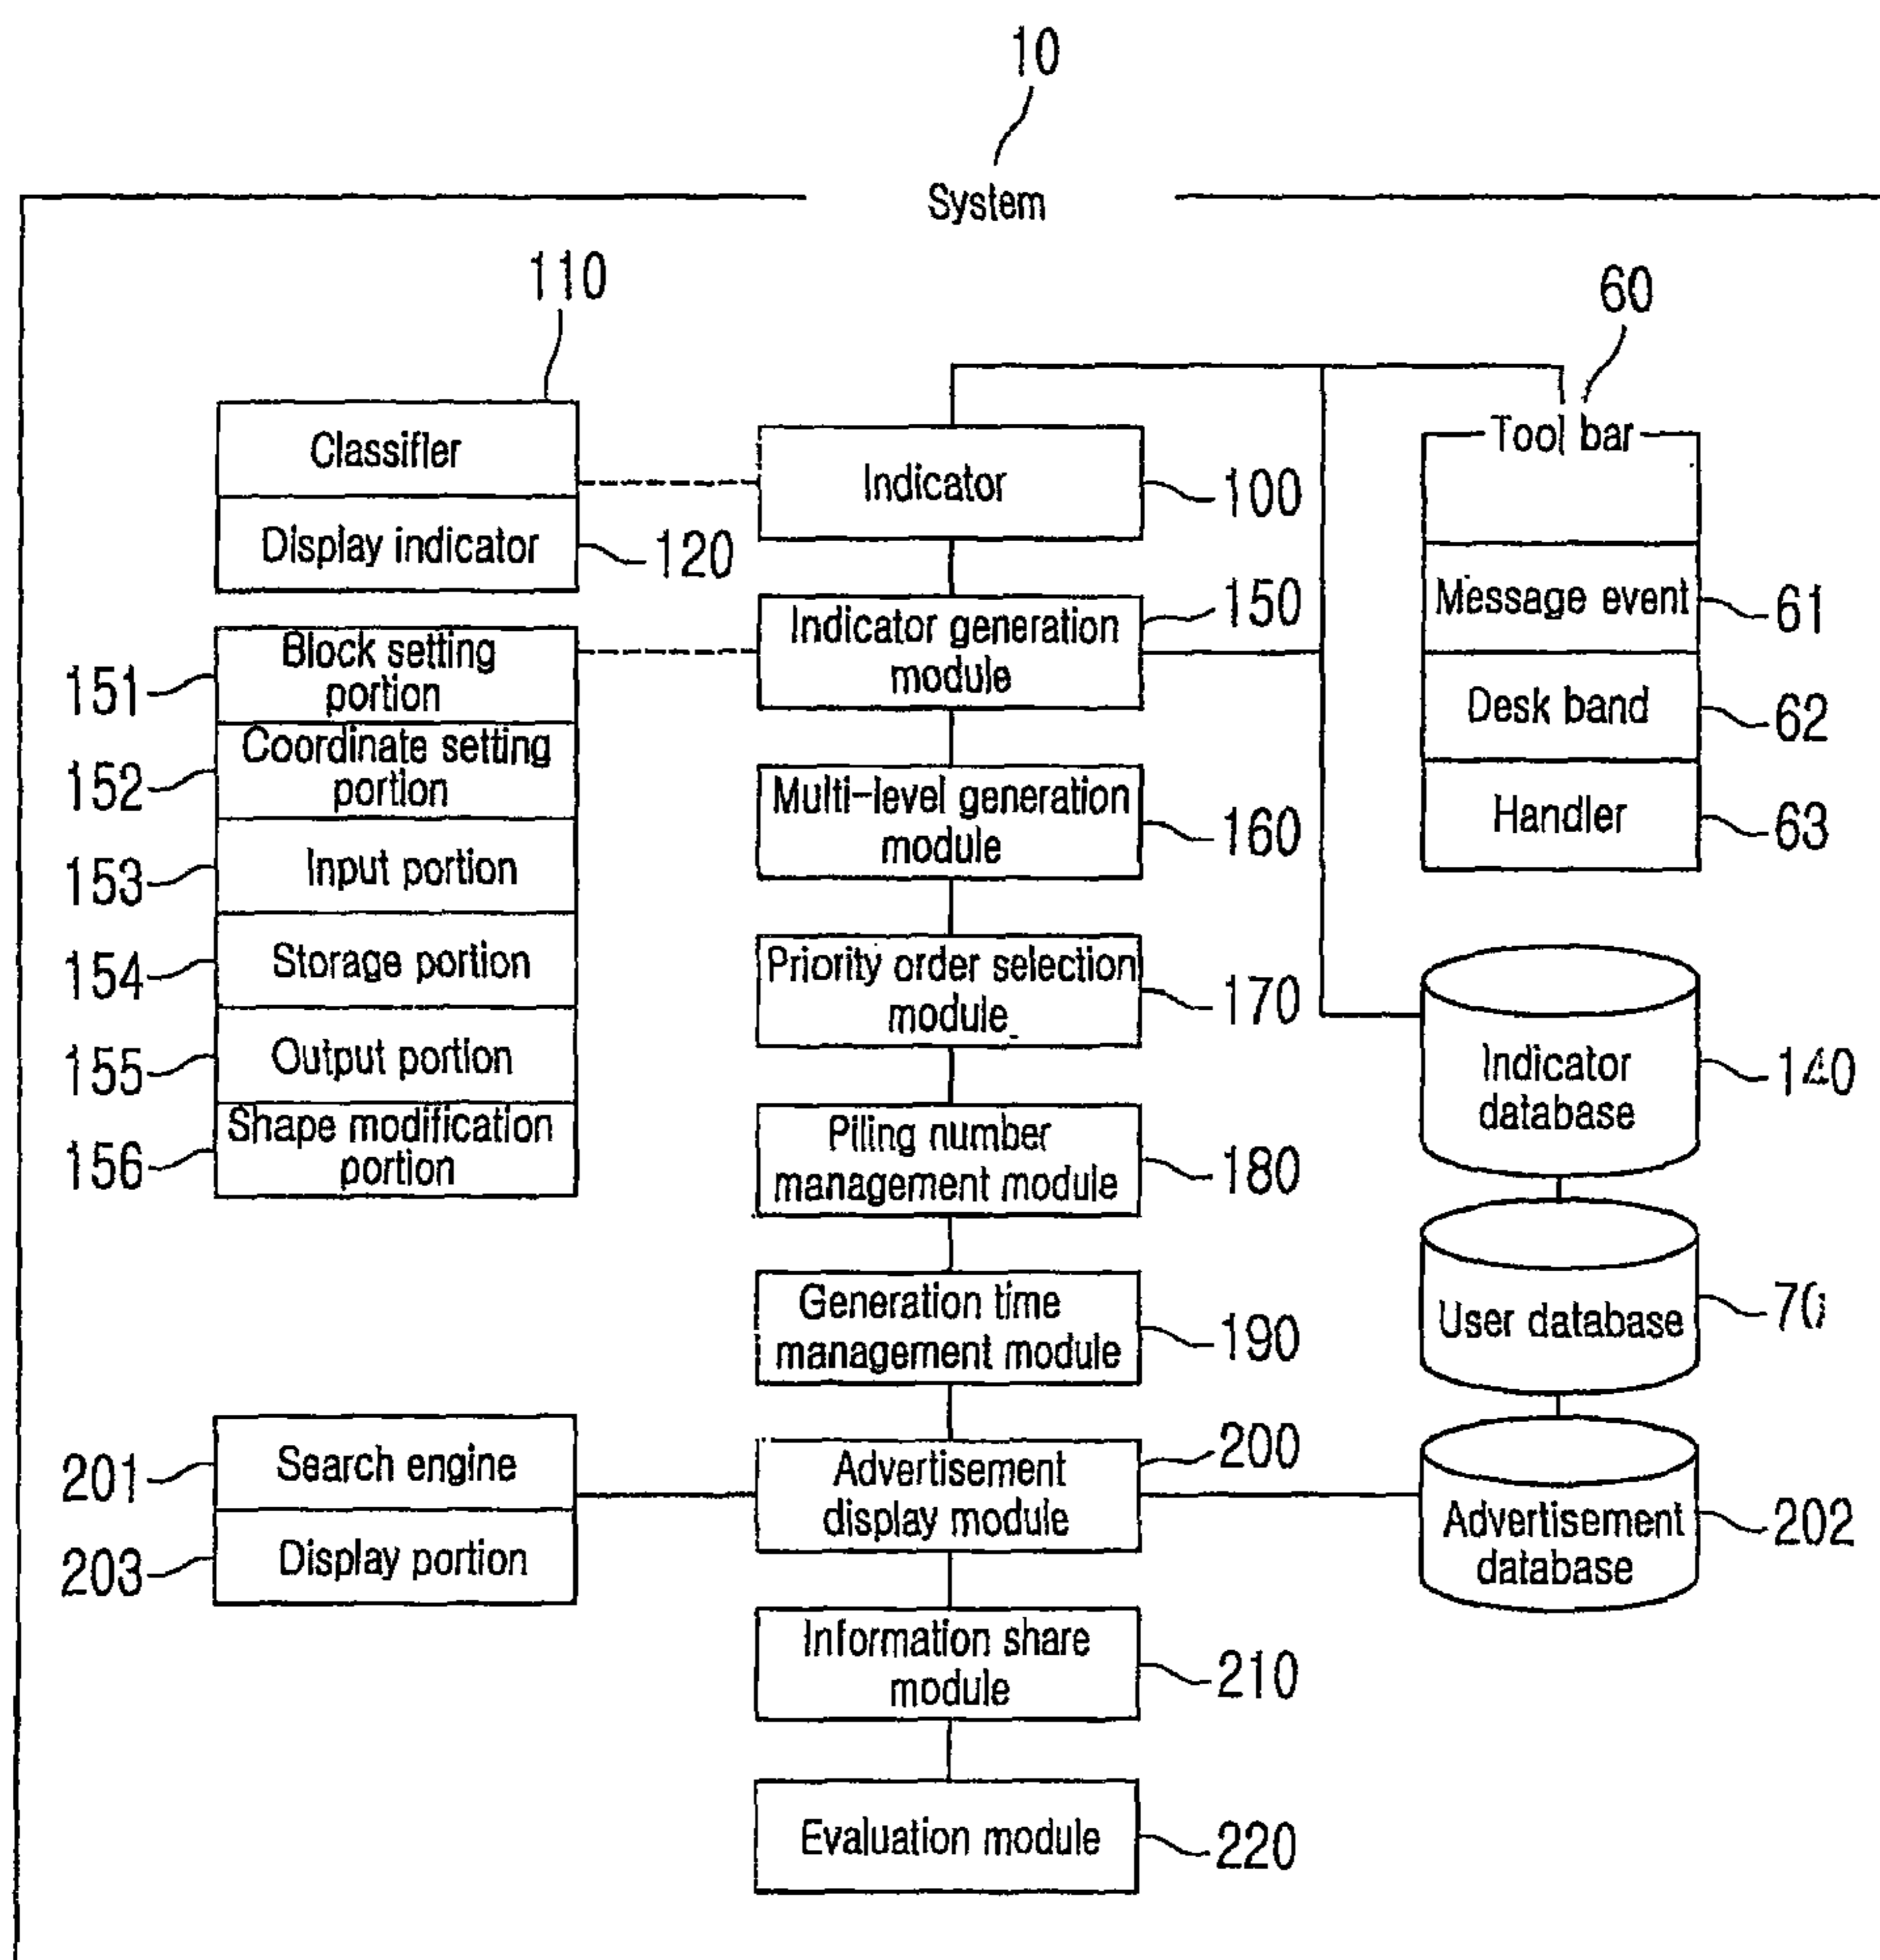 10
System
110
Classifier
Display indicator
120
151
Block setting
portion
152
Coordinate setting
portion
153
Input portion
154
Storage portion
155
Output portion
156
Shape modification
portion
201
Search engine
203
Display portion
Indicator
100
Indicator generation
module
150
Multi-level generation
module
160
Priority order selection
module
170
Piling number
management module
180
Generation time
management module
190
Advertisement
display module
200
Information share
module
210
Evaluation module
220
60
Tool bar
Message event
61
Desk band
62
Handler
63
Indicator
database
140
User database
70
Advertisement
database
202